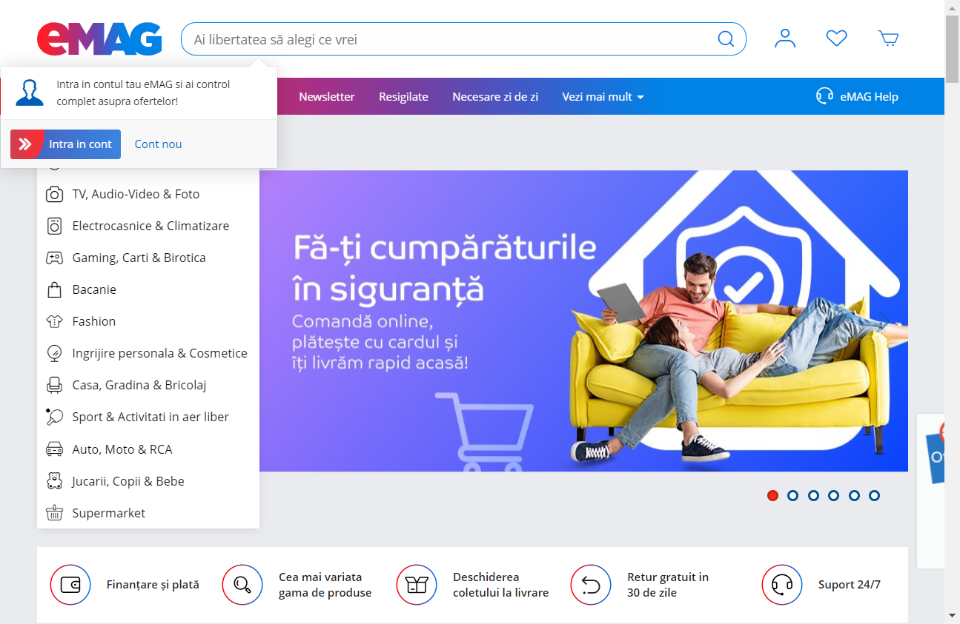 eMAG
Ai libertatea să alegi ce vrei
Intra in contul tau eMAG si ai control
complet asupra ofertelor!
Intra in cont
Cont nou
Newsletter
Resigilate
Necesare zi de zi
Vezi mai mult
eMAG Help
TV, Audio-Video & Foto
Electrocasnice & Climatizare
Gaming, Carti & Birotica
Bacanie
Fashion
Ingrijire personala & Cosmetice
Casa, Gradina & Bricolaj
Sport & Activitati in aer liber
Auto, Moto & RCA
Jucarii, Copii & Bebe
Supermarket
Fă-ți cumpărăturile
în siguranță
Comandă online,
plătește cu cardul și
îți livrăm rapid acasă!
Finanțare și plată
Cea mai variata
gama de produse
Deschiderea
coletului la livrare
Retur gratuit in
30 de zile
Suport 24/7